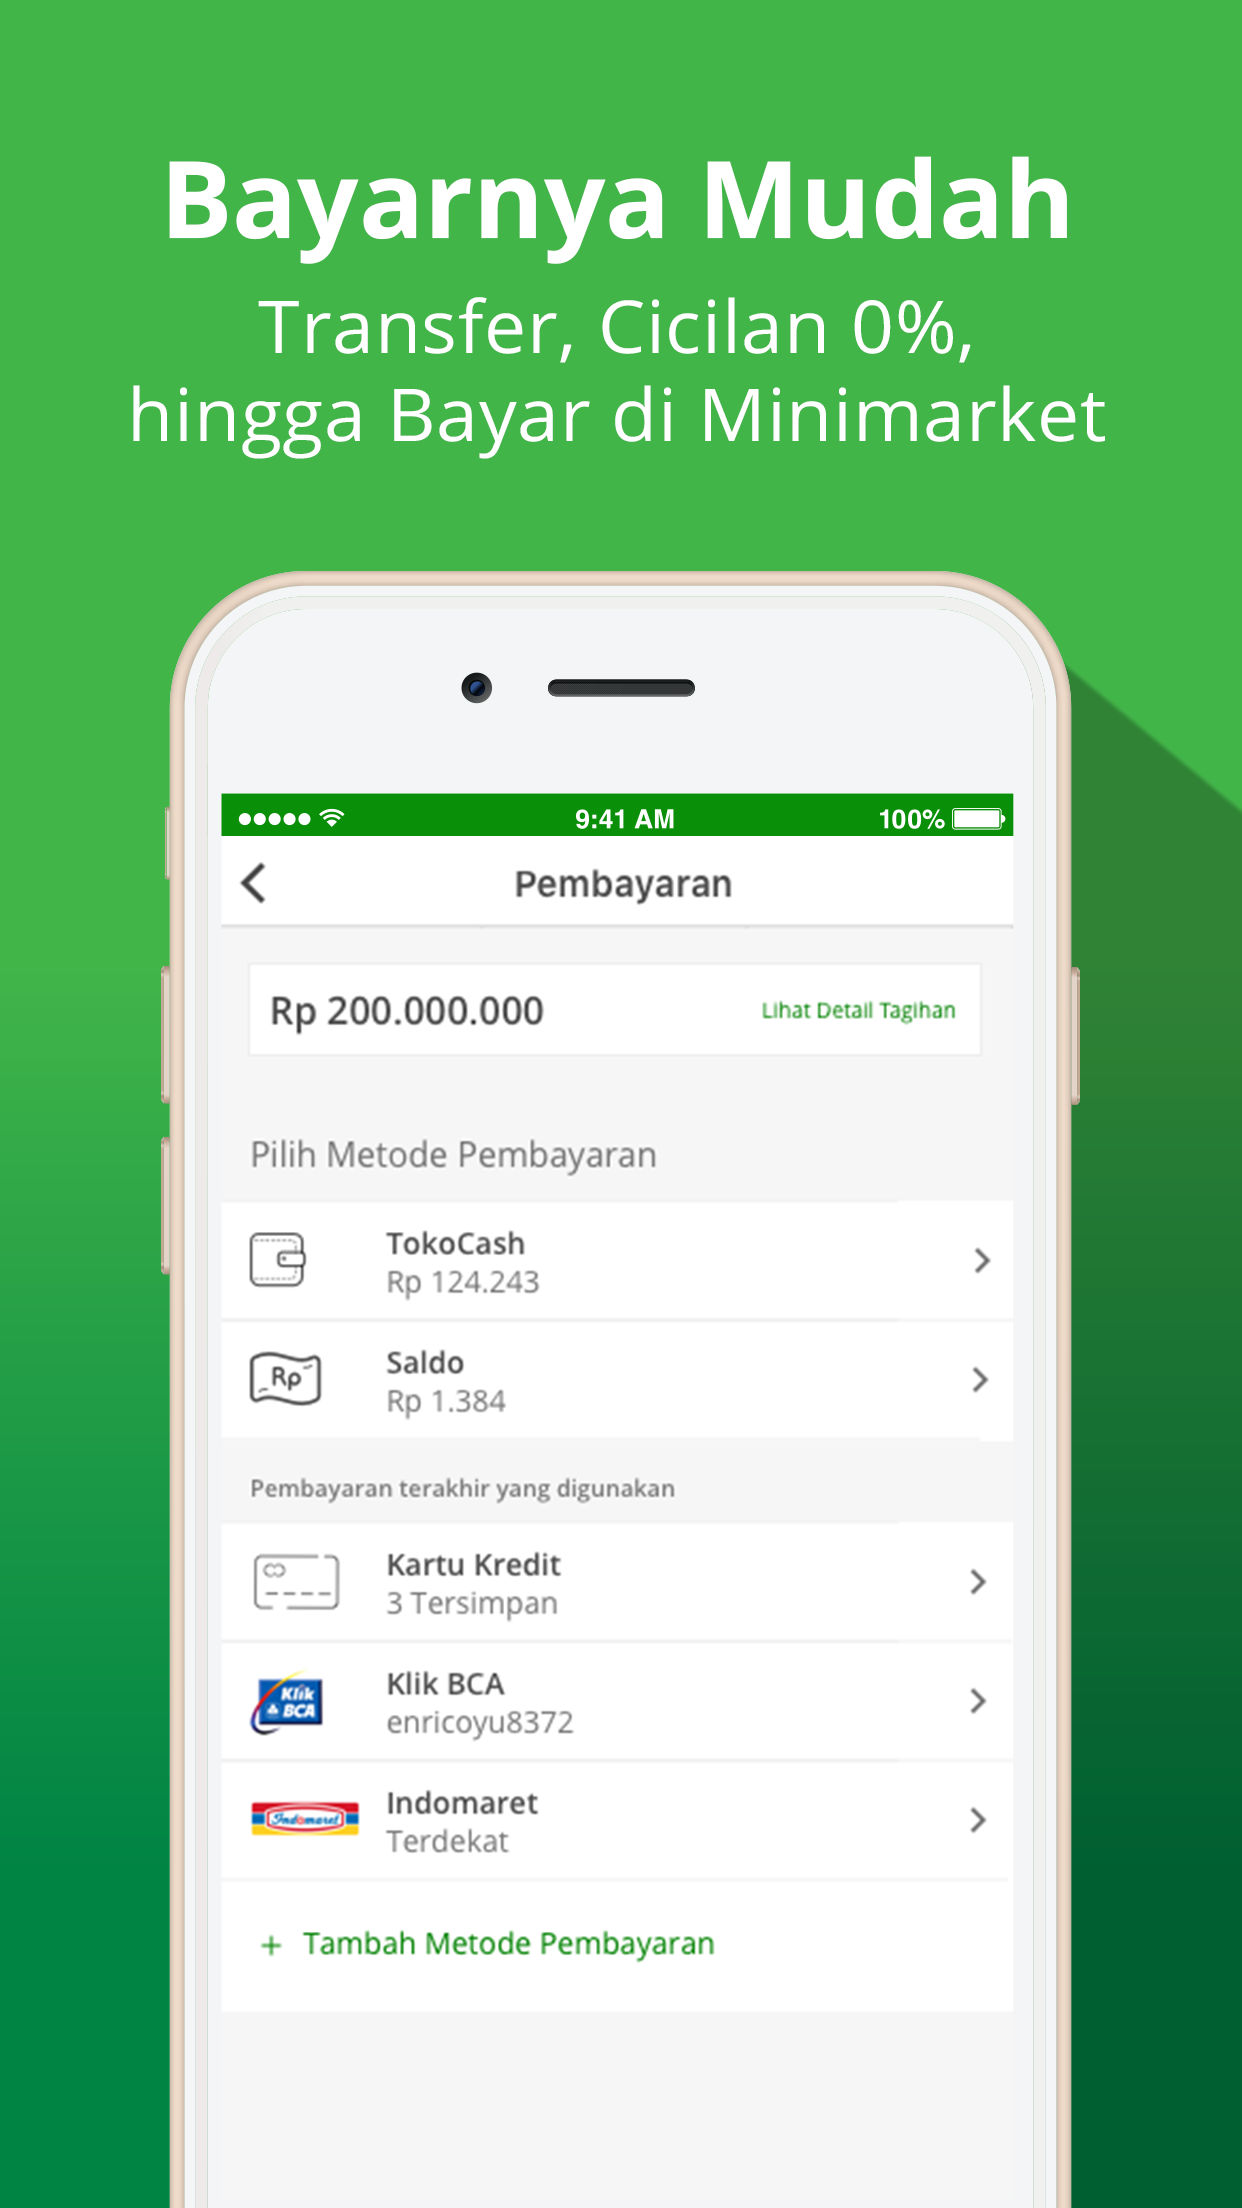 Bayarnya Mudah
Transfer, Cicilan 0%,
hingga Bayar di Minimarket
9:41 AM
100%
Pembayaran
Rp 200.000.000
Lihat Detail Tagihan
Pilih Metode Pembayaran
TokoCash
Rp 124.243
Rp
Saldo
Rp 1.384
Pembayaran terakhir yang digunakan
Kartu Kredit
3 Tersimpan
Klik
BCA
Klik BCA
enricoyu8372
Indomaret
Indomaret
Terdekat
+ Tambah Metode Pembayaran